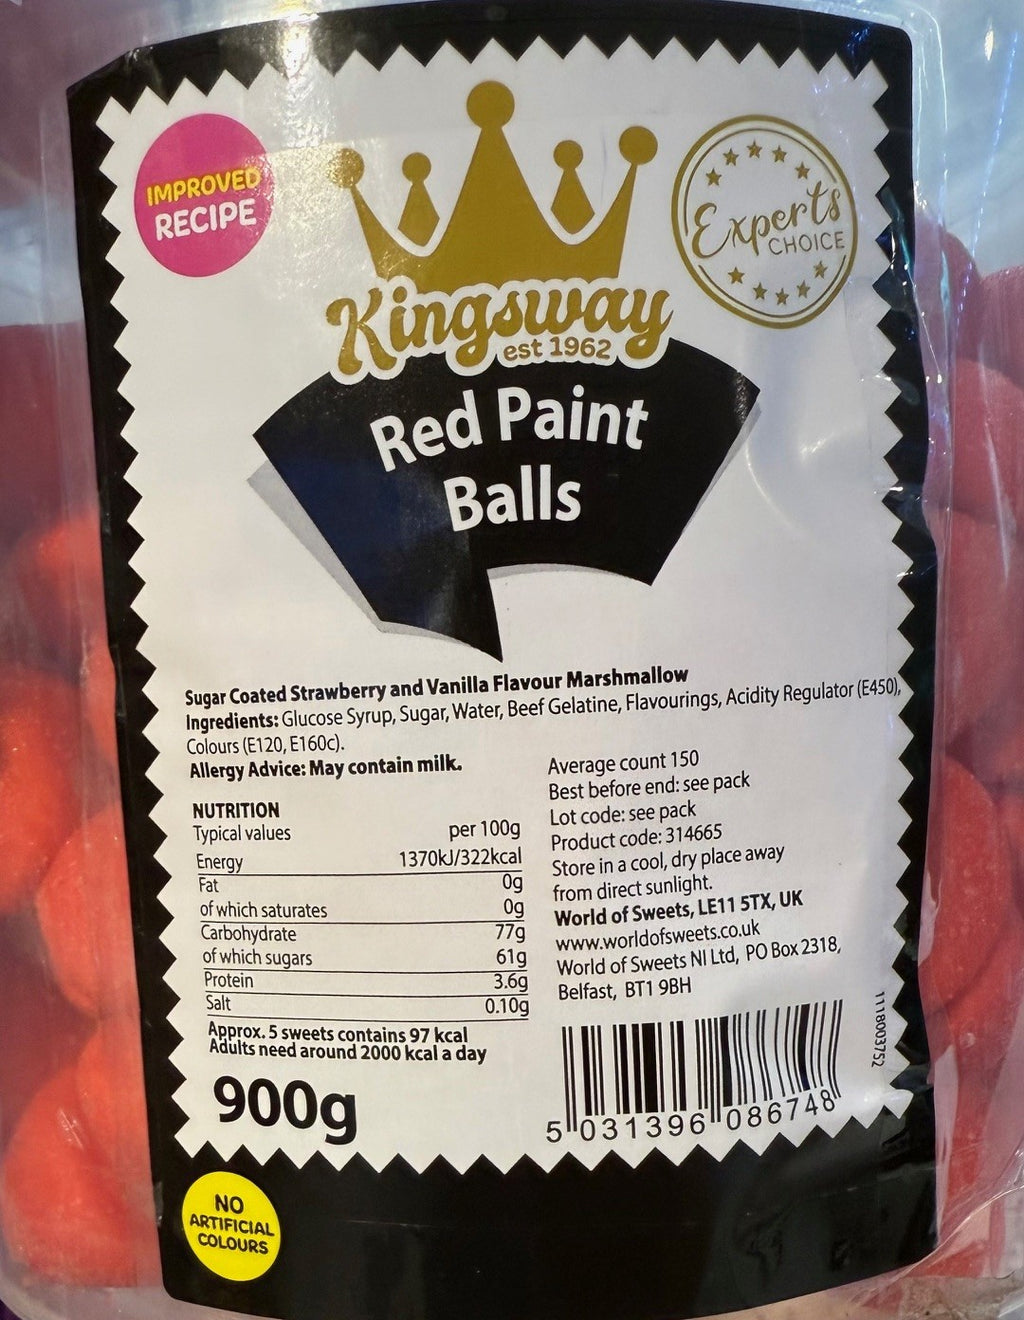 IMPROVED
RECIPE
Experts
CHOICE
Kingsway
est 1962
Red Paint
Balls
Sugar Coated Strawberry and Vanilla Flavour Marshmallow
Ingredients: Glucose Syrup, Sugar, Water, Beef Gelatine, Flavourings, Acidity Regulator (E450),
Colours (E120, E160c).
Allergy Advice: May contain milk.
NUTRITION
Typical values per 100g
Energy 1370kJ/322kcal
Fat 0g
of which saturates 0g
Carbohydrate 77g
of which sugars 61g
Protein 3.6g
Salt 0.10g
Approx. 5 sweets contains 97 kcal
Adults need around 2000 kcal a day
900g
Average count 150
Best before end: see pack
Lot code: see pack
Product code: 314665
Store in a cool, dry place away
from direct sunlight.
World of Sweets, LE11 5TX, UK
www.worldofsweets.co.uk
World of Sweets NI Ltd, PO Box 2318,
Belfast, BT1 9BH
1118003752
5 031396 086748
NO
ARTIFICIAL
COLOURS